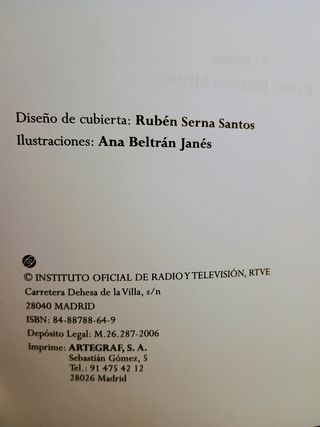 Diseño de cubierta: Rubén Serna Santos
Ilustraciones: Ana Beltrán Janés
© INSTITUTO OFICIAL DE RADIO Y TELEVISIÓN, RTVE
Carretera Dehesa de la Villa, s/n
28040 MADRID
ISBN: 84-88788-64-9
Depósito Legal: M.26.287-2006
Imprime: ARTEGRAF, S. A.
Sebastián Gómez, 5
Tel.: 91 475 42 12
28026 Madrid